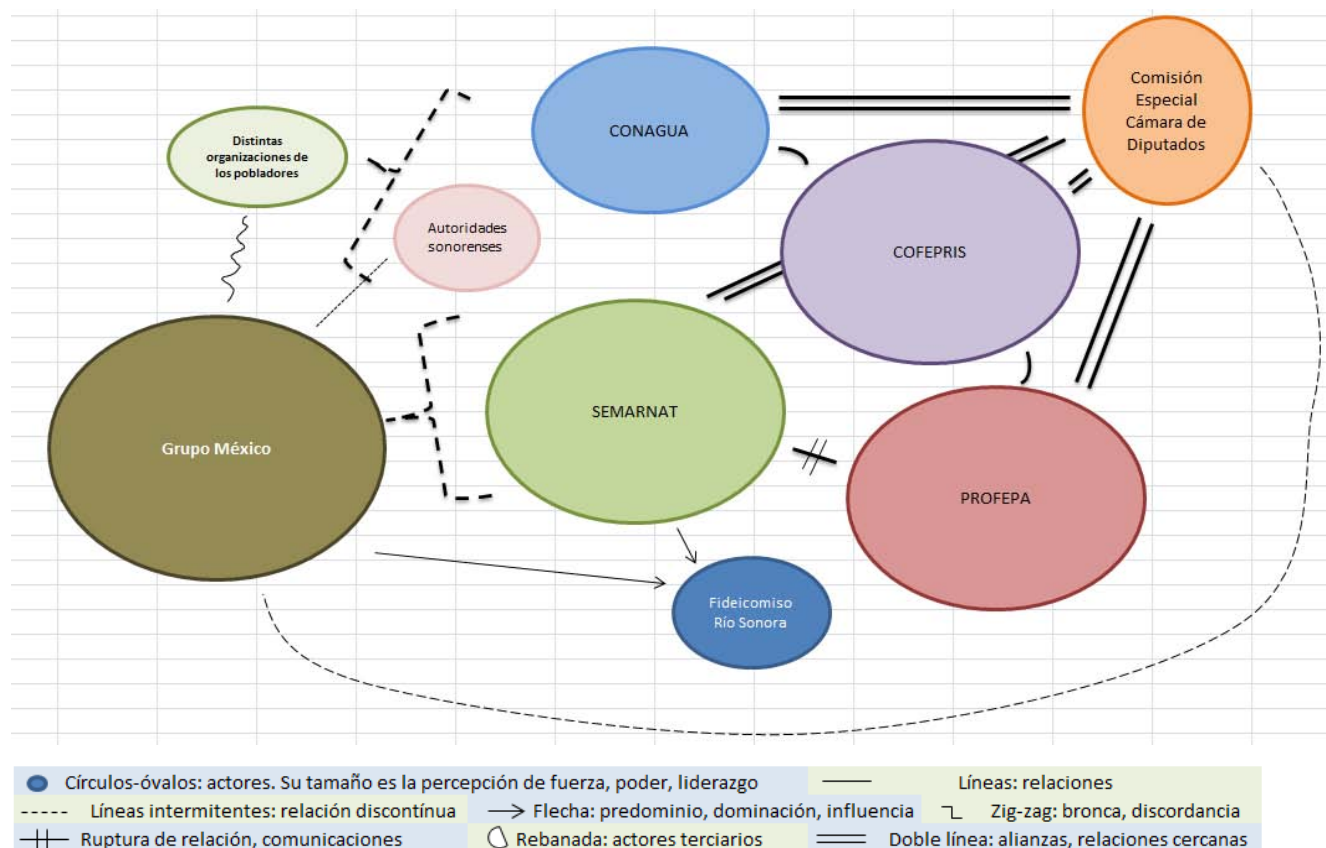 Distintas
organizaciones de
los pobladores
CONAGUA
Comisión
Especial
Cámara de
Diputados
Autoridades
sonorenses
COFEPRIS
SEMARNAT
Grupo México
PROFEPA
Fideicomiso
Río Sonora
Círculos-óvalos: actores. Su tamaño es la percepción de fuerza, poder, liderazgo
Líneas: relaciones
Líneas intermitentes: relación discontínua
Flecha: predominio, dominación, influencia
Zig-zag: bronca, discordancia
Ruptura de relación, comunicaciones
Rebanada: actores terciarios
Doble línea: alianzas, relaciones cercanas